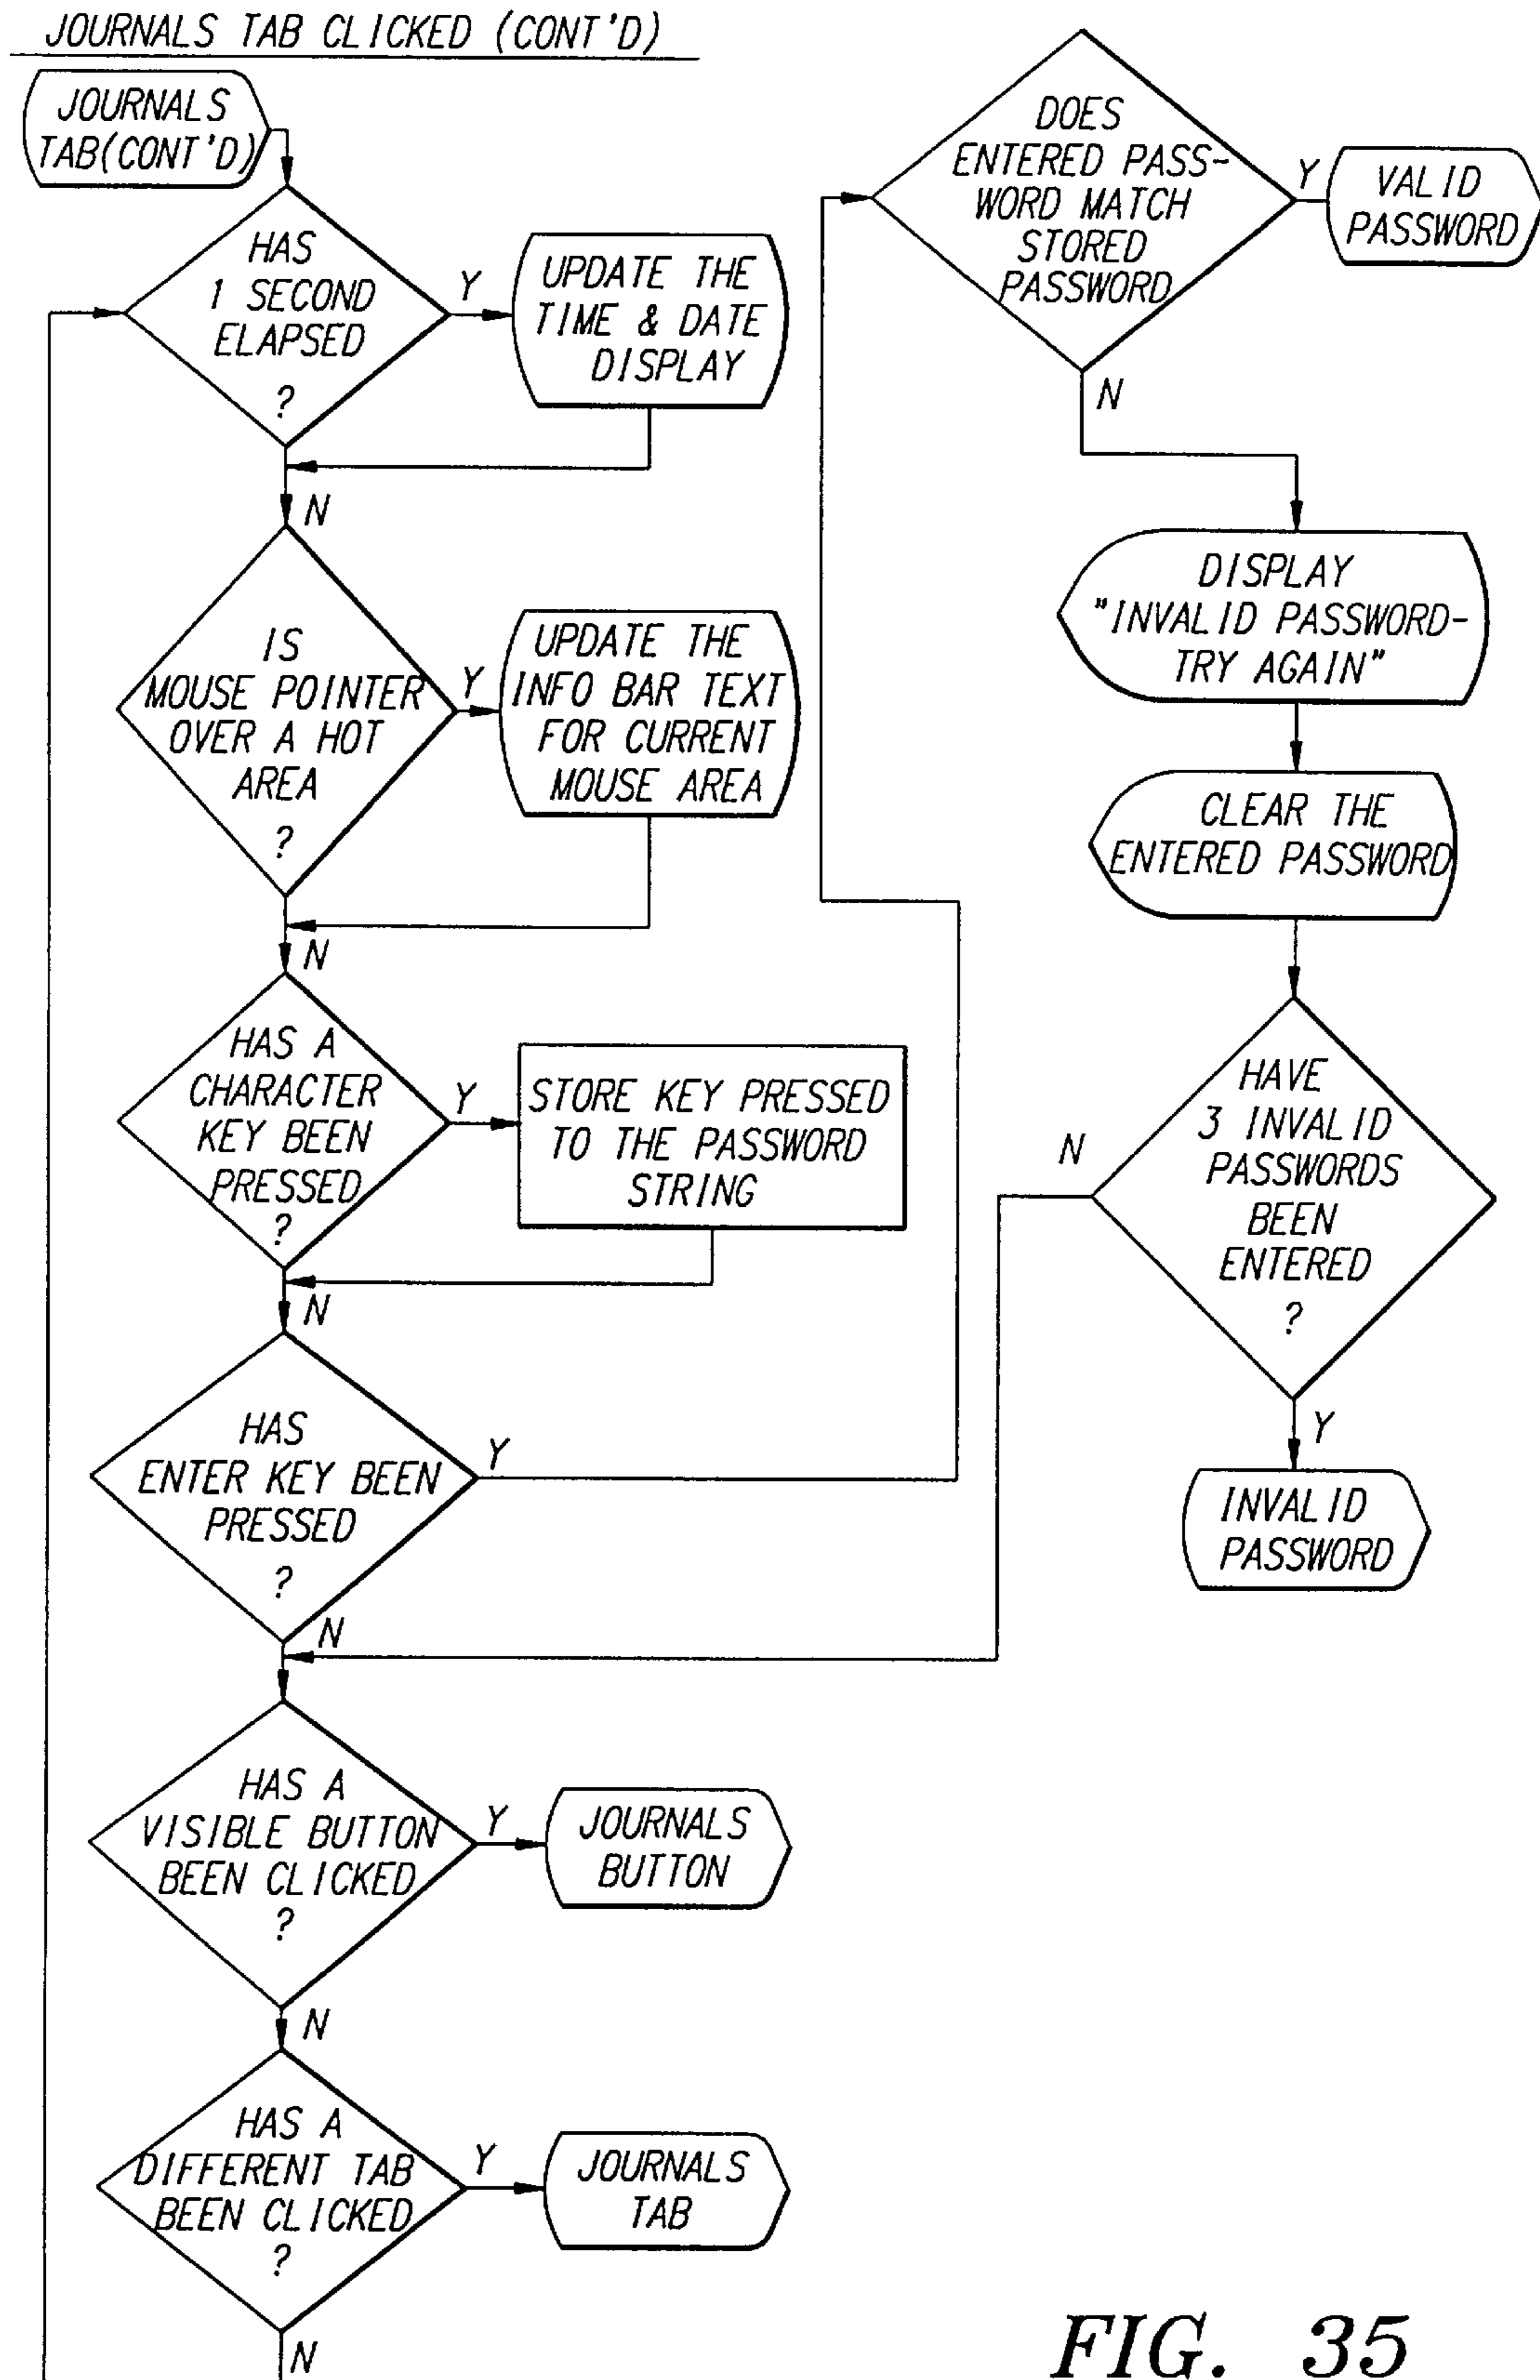 JOURNALS TAB CLICKED (CONT'D)
JOURNALS
TAB(CONT'D)
HAS
1 SECOND
ELAPSED
?
Y
UPDATE THE
TIME & DATE
DISPLAY
N
IS
MOUSE POINTER
OVER A HOT
AREA
?
Y
UPDATE THE
INFO BAR TEXT
FOR CURRENT
MOUSE AREA
N
HAS A
CHARACTER
KEY BEEN
PRESSED
?
Y
STORE KEY PRESSED
TO THE PASSWORD
STRING
N
HAS
ENTER KEY BEEN
PRESSED
?
Y
N
HAS A
VISIBLE BUTTON
BEEN CLICKED
?
Y
JOURNALS
BUTTON
N
HAS A
DIFFERENT TAB
BEEN CLICKED
?
Y
JOURNALS
TAB
N
DOES
ENTERED PASS-
WORD MATCH
STORED
PASSWORD
Y
VALID
PASSWORD
N
DISPLAY
"INVALID PASSWORD-
TRY AGAIN"
CLEAR THE
ENTERED PASSWORD
HAVE
3 INVALID
PASSWORDS
BEEN
ENTERED
?
N
Y
INVALID
PASSWORD
FIG. 35